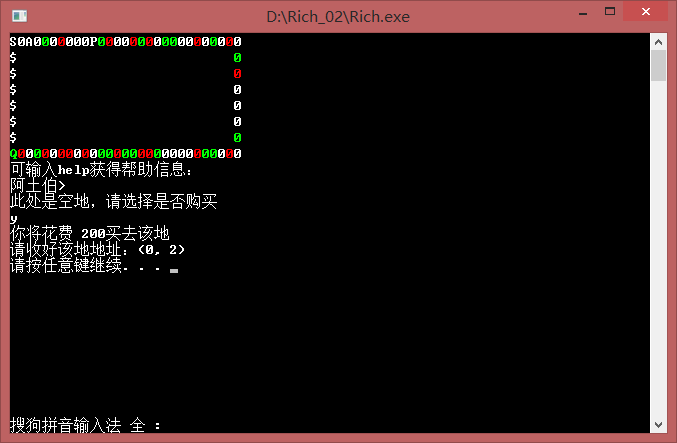 D:\Rich_02\Rich.exe
S0A0000000P000000000000000000
$                           0
$                           0
$                           0
$                           0
$                           0
$                           0
Q0000000000000000000000000000
可输入help获得帮助信息:
阿土伯>
此处是空地，请选择是否购买
y
你将花费 200买去该地
请收好该地地址：(0, 2)
请按任意键继续. . .
搜狗拼音输入法 全 :